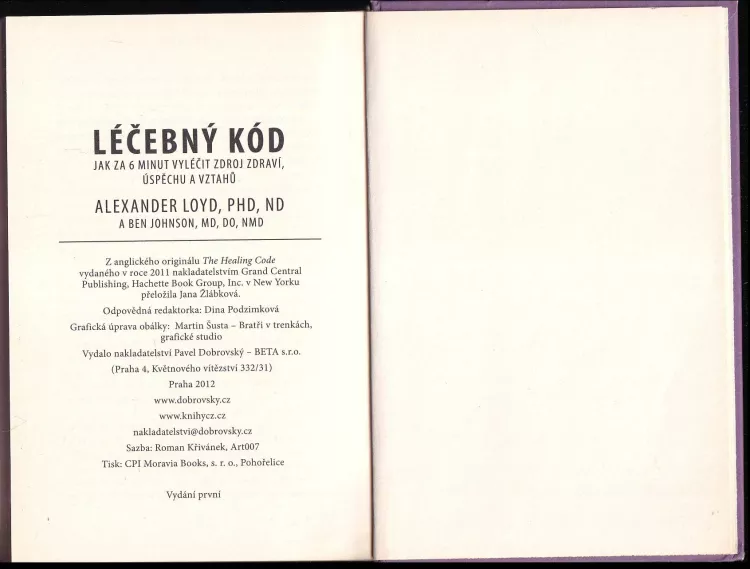 LÉČEBNÝ KÓD
JAK ZA 6 MINUT VYLÉČIT ZDROJ ZDRAVÍ,
ÚSPĚCHU A VZTAHŮ
ALEXANDER LOYD, PHD, ND
A BEN JOHNSON, MD, DO, NMD
Z anglického originálu The Healing Code
vydaného v roce 2011 nakladatelstvím Grand Central
Publishing, Hachette Book Group, Inc. v New Yorku
přeložila Jana Žlábková.
Odpovědná redaktorka: Dina Podzimková
Grafická úprava obálky: Martin Šusta – Bratři v trenkách,
grafické studio
Vydalo nakladatelství Pavel Dobrovský – BETA s.r.o.
(Praha 4, Květnového vítězství 332/31)
Praha 2012
www.dobrovsky.cz
www.knihycz.cz
nakladatelstvi@dobrovsky.cz
Sazba: Roman Křivánek, Art007
Tisk: CPI Moravia Books, s. r. o., Pohořelice
Vydání první